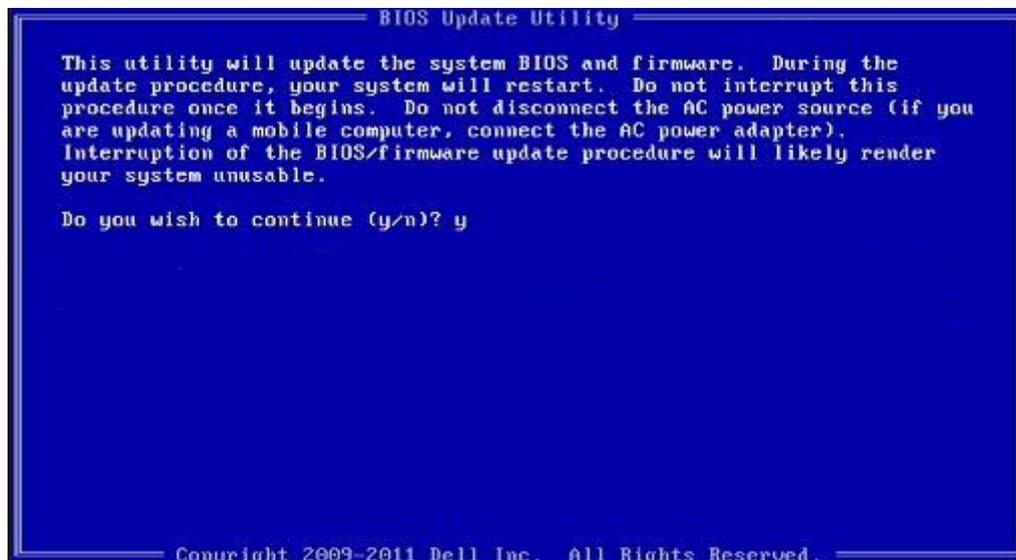 BIOS Update Utility
This utility will update the system BIOS and firmware. During the
update procedure, your system will restart. Do not interrupt this
procedure once it begins. Do not disconnect the AC power source (if you
are updating a mobile computer, connect the AC power adapter).
Interruption of the BIOS/firmware update procedure will likely render
your system unusable.
Do you wish to continue (y/n)? y
Copyright 2009-2011 Dell Inc. All Rights Reserved.